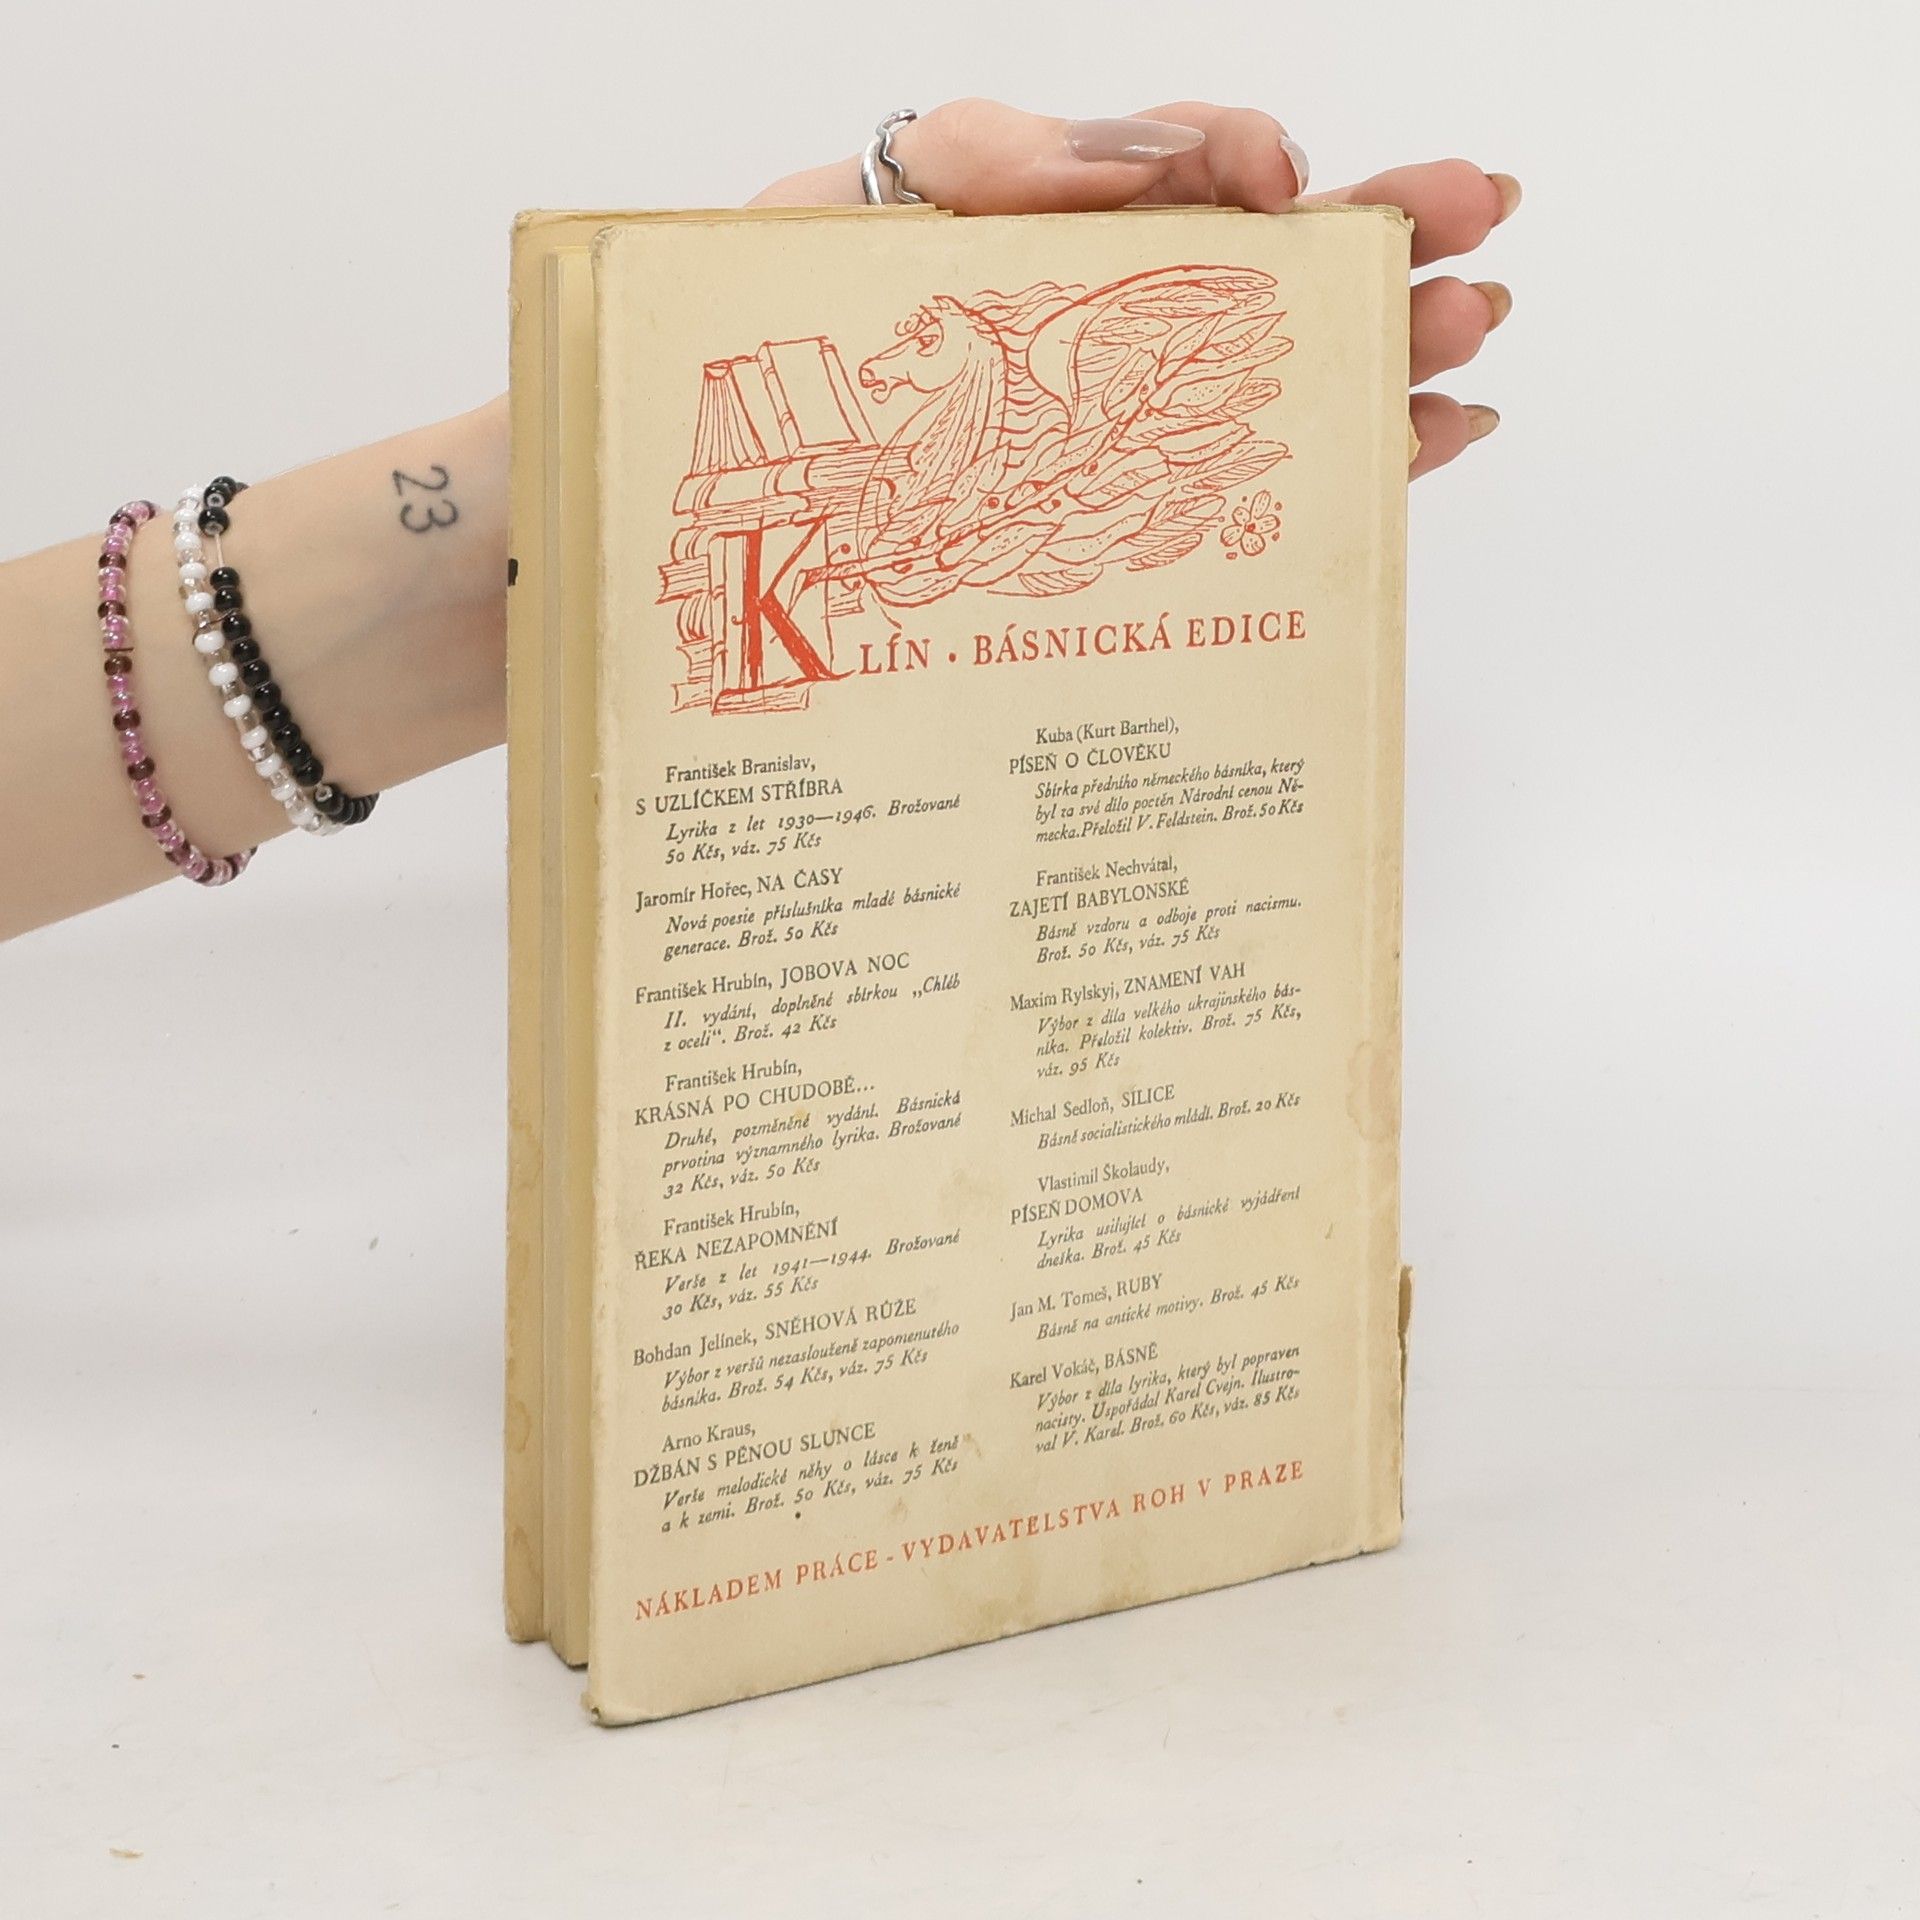 23
KLÍN • BÁSNICKÁ EDICE
František Branislav,
S UZLÍČKEM STŘÍBRA
Lyrika z let 1930—1946. Brožované
50 Kčs, váz. 75 Kčs
Jaromír Hořec, NA ČASY
Nová poesie příslušníka mladé básnické
generace. Brož. 50 Kčs
František Hrubín, JOBOVA NOC
II. vydání, doplněné sbírkou „Chléb
z oceli“. Brož. 42 Kčs
František Hrubín,
KRÁSNÁ PO CHUDOBĚ...
Druhé, pozměněné vydání. Básnická
prvotina významného lyrika. Brožované
32 Kčs, váz. 50 Kčs
František Hrubín,
ŘEKA NEZAPOMNĚNÍ
Verše z let 1941—1944. Brožované
30 Kčs, váz. 55 Kčs
Bohdan Jelínek, SNĚHOVÁ RŮŽE
Výbor z veršů nezaslouženě zapomenutého
básníka. Brož. 54 Kčs, váz. 75 Kčs
Arno Kraus,
DŽBÁN S PĚNOU SLUNCE
Verše melodické něhy o lásce k ženě
a k zemi. Brož. 50 Kčs, váz. 75 Kčs
Kuba (Kurt Barthel),
PÍSEŇ O ČLOVĚKU
Sbírka předního německého básníka, který
byl za své dílo poctěn Národní cenou Ně-
mecka. Přeložil V. Feldstein. Brož. 50 Kčs
František Nechvátal,
ZAJETÍ BABYLONSKÉ
Básně vzdoru a odboje proti nacismu.
Brož. 50 Kčs, váz. 75 Kčs
Maxim Rylskyj, ZNAMENÍ VAH
Výbor z díla velkého ukrajinského bás-
níka. Přeložil kolektiv. Brož. 75 Kčs,
váz. 95 Kčs
Michal Sedloň, SÍLICE
Básně socialistického mládí. Brož. 20 Kčs
Vlastimil Školaudy,
PÍSEŇ DOMOVA
Lyrika usilující o básnické vyjádření
dneška. Brož. 45 Kčs
Jan M. Tomeš, RUBY
Básně na antické motivy. Brož. 45 Kčs
Karel Vokáč, BÁSNĚ
Výbor z díla lyrika, který byl popraven
nacisty. Uspořádal Karel Cvejn. Ilustro-
val V. Karel. Brož. 60 Kčs, váz. 85 Kčs
NÁKLADEM PRÁCE - VYDAVATELSTVA ROH V PRAZE